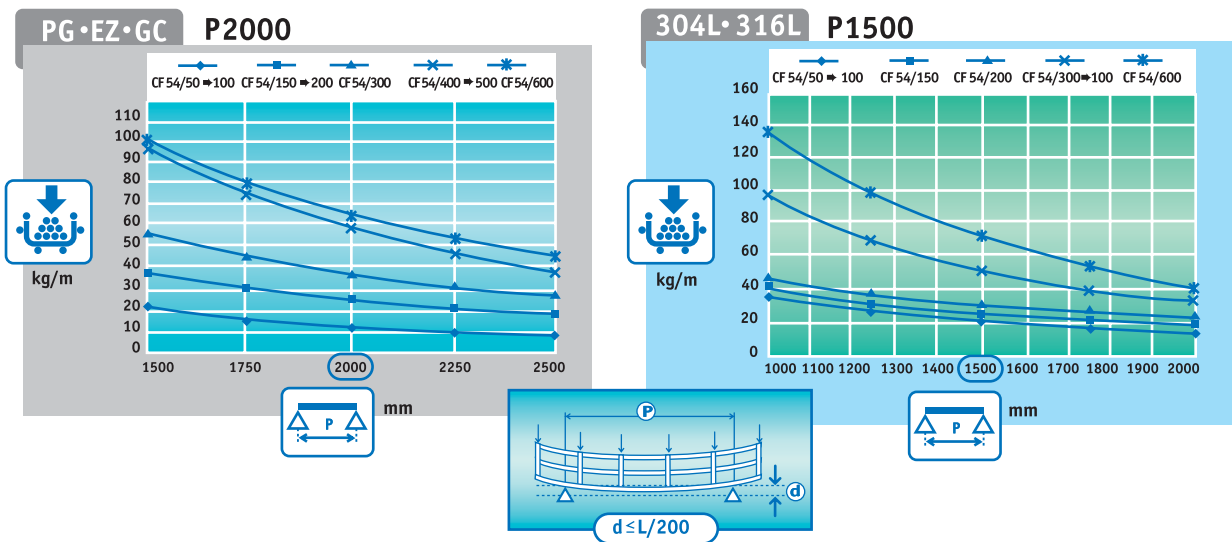 PG•EZ•GC P2000
CF 54/50 ➡100 CF 54/150 ➡200 CF 54/300 CF 54/400 ➡500 CF 54/600
110
100
90
80
70
60
50
40
30
20
10
0
kg/m
1500 1750 2000 2250 2500
P
mm
304L•316L P1500
CF 54/50 ➡ 100 CF 54/150 CF 54/200 CF 54/300➡100 CF 54/600
160
140
120
100
80
60
40
20
0
kg/m
1000 1100 1200 1300 1400 1500 1600 1700 1800 1900 2000
P
mm
P
d
d≤L/200